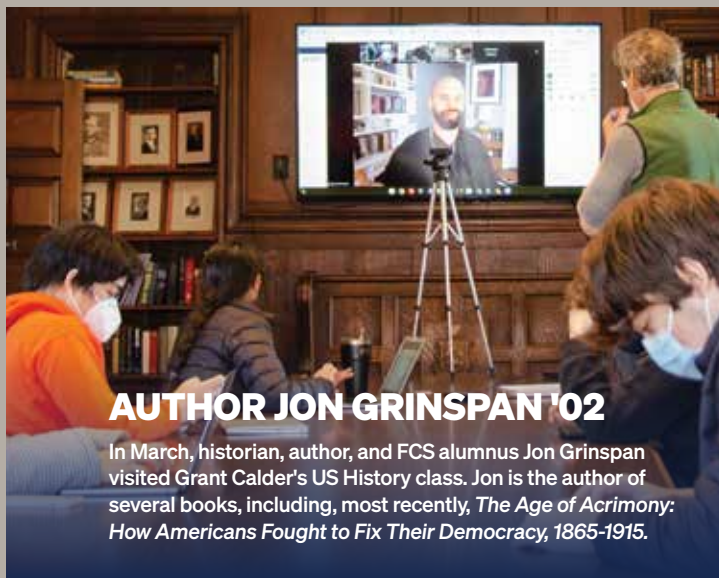 AUTHOR JON GRINSPAN '02
In March, historian, author, and FCS alumnus Jon Grinspan
visited Grant Calder's US History class. Jon is the author of
several books, including, most recently, The Age of Acrimony:
How Americans Fought to Fix Their Democracy, 1865-1915.